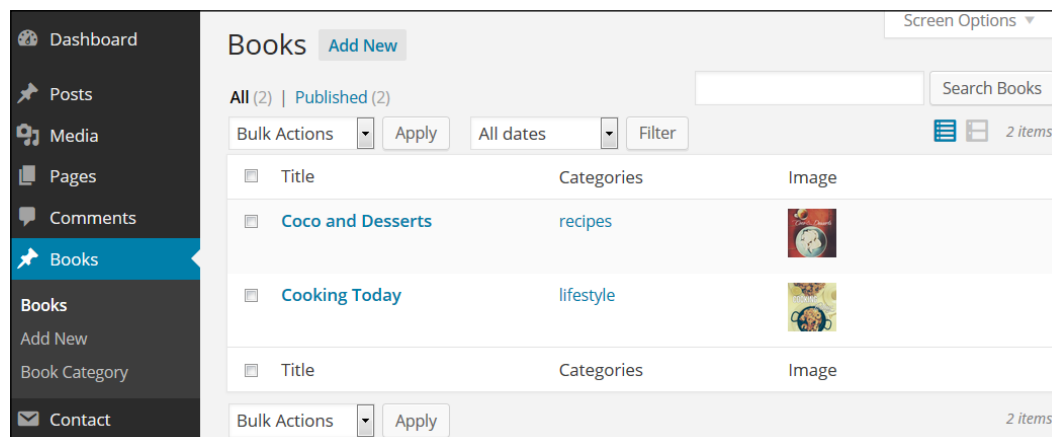 Dashboard
Posts
Media
Pages
Comments
Books
Books
Add New
Book Category
Contact
Screen Options
Books Add New
All (2) | Published (2)
Search Books
Bulk Actions Apply All dates Filter 2 items
Title Categories Image
Coco and Desserts recipes
Cooking Today lifestyle
COOKING
Title Categories Image
Bulk Actions Apply 2 items